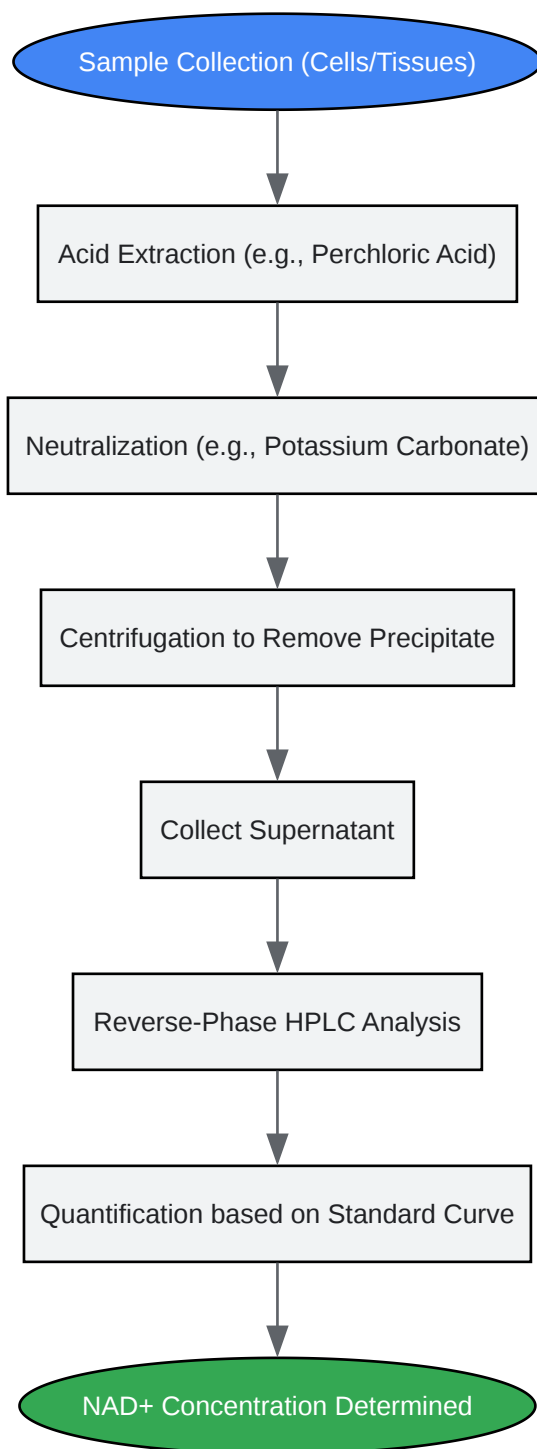 Sample Collection (Cells/Tissues)
Acid Extraction (e.g., Perchloric Acid)
Neutralization (e.g., Potassium Carbonate)
Centrifugation to Remove Precipitate
Collect Supernatant
Reverse-Phase HPLC Analysis
Quantification based on Standard Curve
NAD+ Concentration Determined